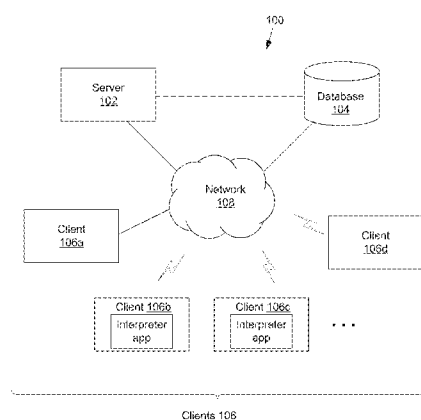 100
Server
102
Database
104
Network
108
Client
106a
Client
106d
Client 106b
Interpreter
app
Client 106c
Interpreter
app
...
Clients 106